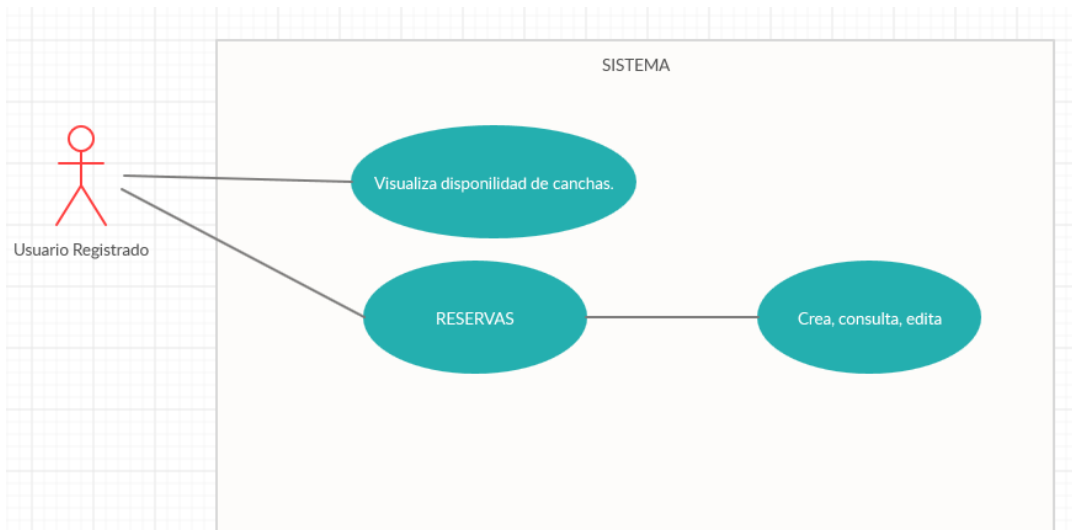 SISTEMA
Visualiza disponilidad de canchas.
Usuario Registrado
RESERVAS
Crea, consulta, edita